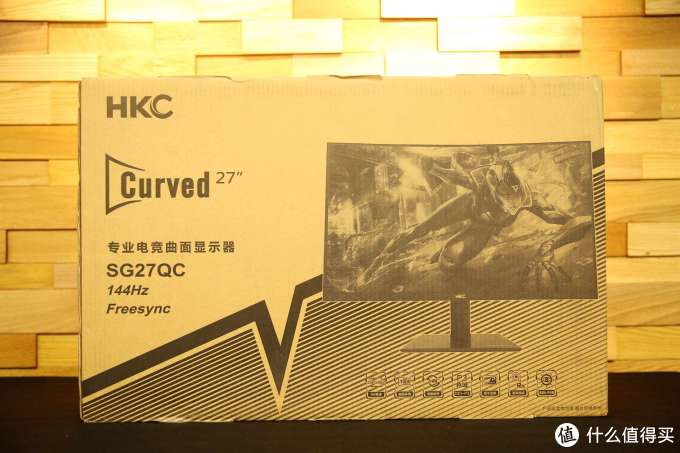 HKC
Curved 27"
专业电竞曲面显示器
SG27QC
144Hz
Freesync
HKC
值 什么值得买